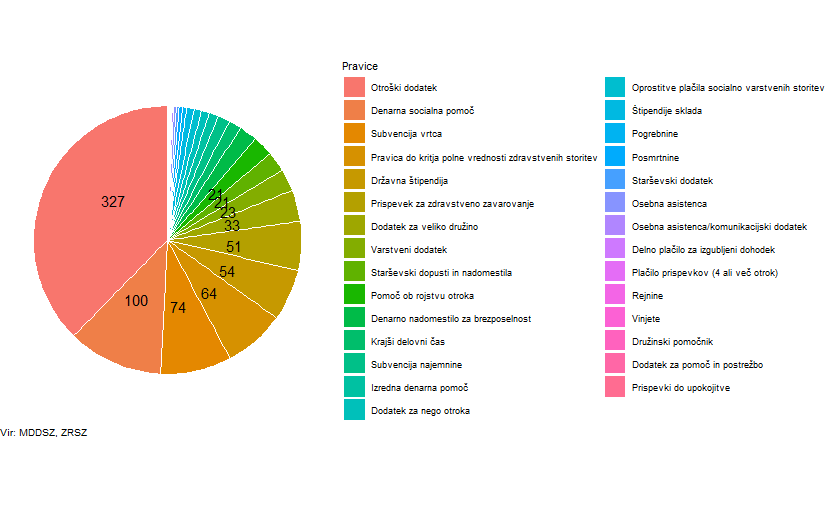 Pravice
Otroški dodatek
Denarna socialna pomoč
Subvencija vrtca
Pravica do kritja polne vrednosti zdravstvenih storitev
Državna štipendija
Prispevek za zdravstveno zavarovanje
Dodatek za veliko družino
Varstveni dodatek
Starševski dopusti in nadomestila
Pomoč ob rojstvu otroka
Denarno nadomestilo za brezposelnost
Krajši delovni čas
Subvencija najemnine
Izredna denarna pomoč
Dodatek za nego otroka
Oprostitve plačila socialno varstvenih storitev
Štipendije sklada
Pogrebnine
Posmrtnine
Starševski dodatek
Osebna asistenca
Osebna asistenca/komunikacijski dodatek
Delno plačilo za izgubljeni dohodek
Plačilo prispevkov (4 ali več otrok)
Rejnine
Vinjete
Družinski pomočnik
Dodatek za pomoč in postrežbo
Prispevki do upokojitve
327
100
74
64
54
51
33
23
21
21
Vir: MDDSZ, ZRSZ